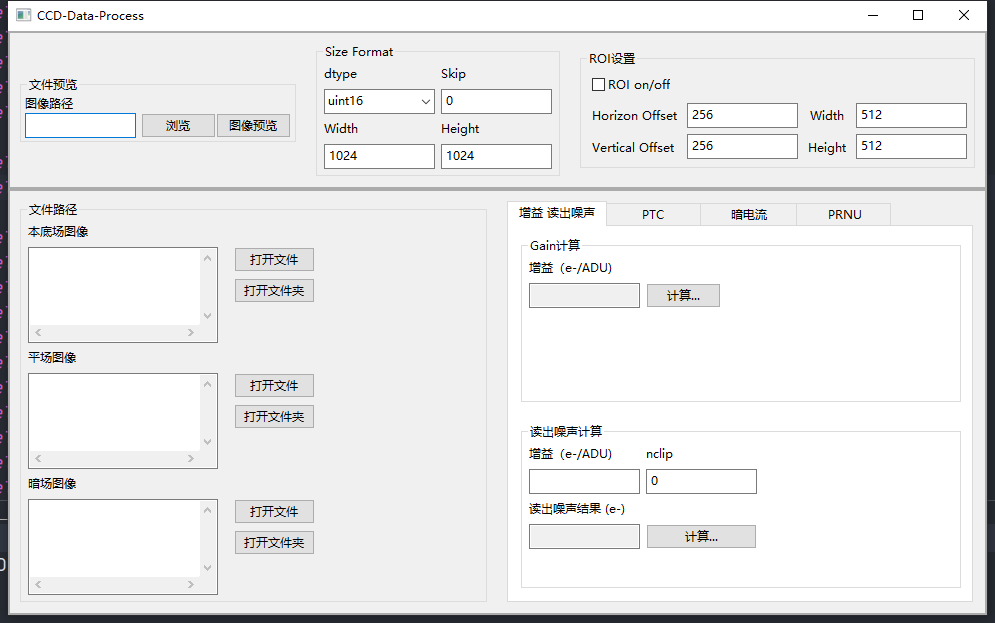 CCD-Data-Process
文件预览
图像路径
浏览
图像预览
Size Format
dtype
Skip
uint16
0
Width
Height
1024
1024
ROI设置
ROI on/off
Horizon Offset
256
Width
512
Vertical Offset
256
Height
512
文件路径
本底场图像
打开文件
打开文件夹
平场图像
打开文件
打开文件夹
暗场图像
打开文件
打开文件夹
增益 读出噪声
PTC
暗电流
PRNU
Gain计算
增益 (e-/ADU)
计算...
读出噪声计算
增益 (e-/ADU)
nclip
0
读出噪声结果 (e-)
计算...